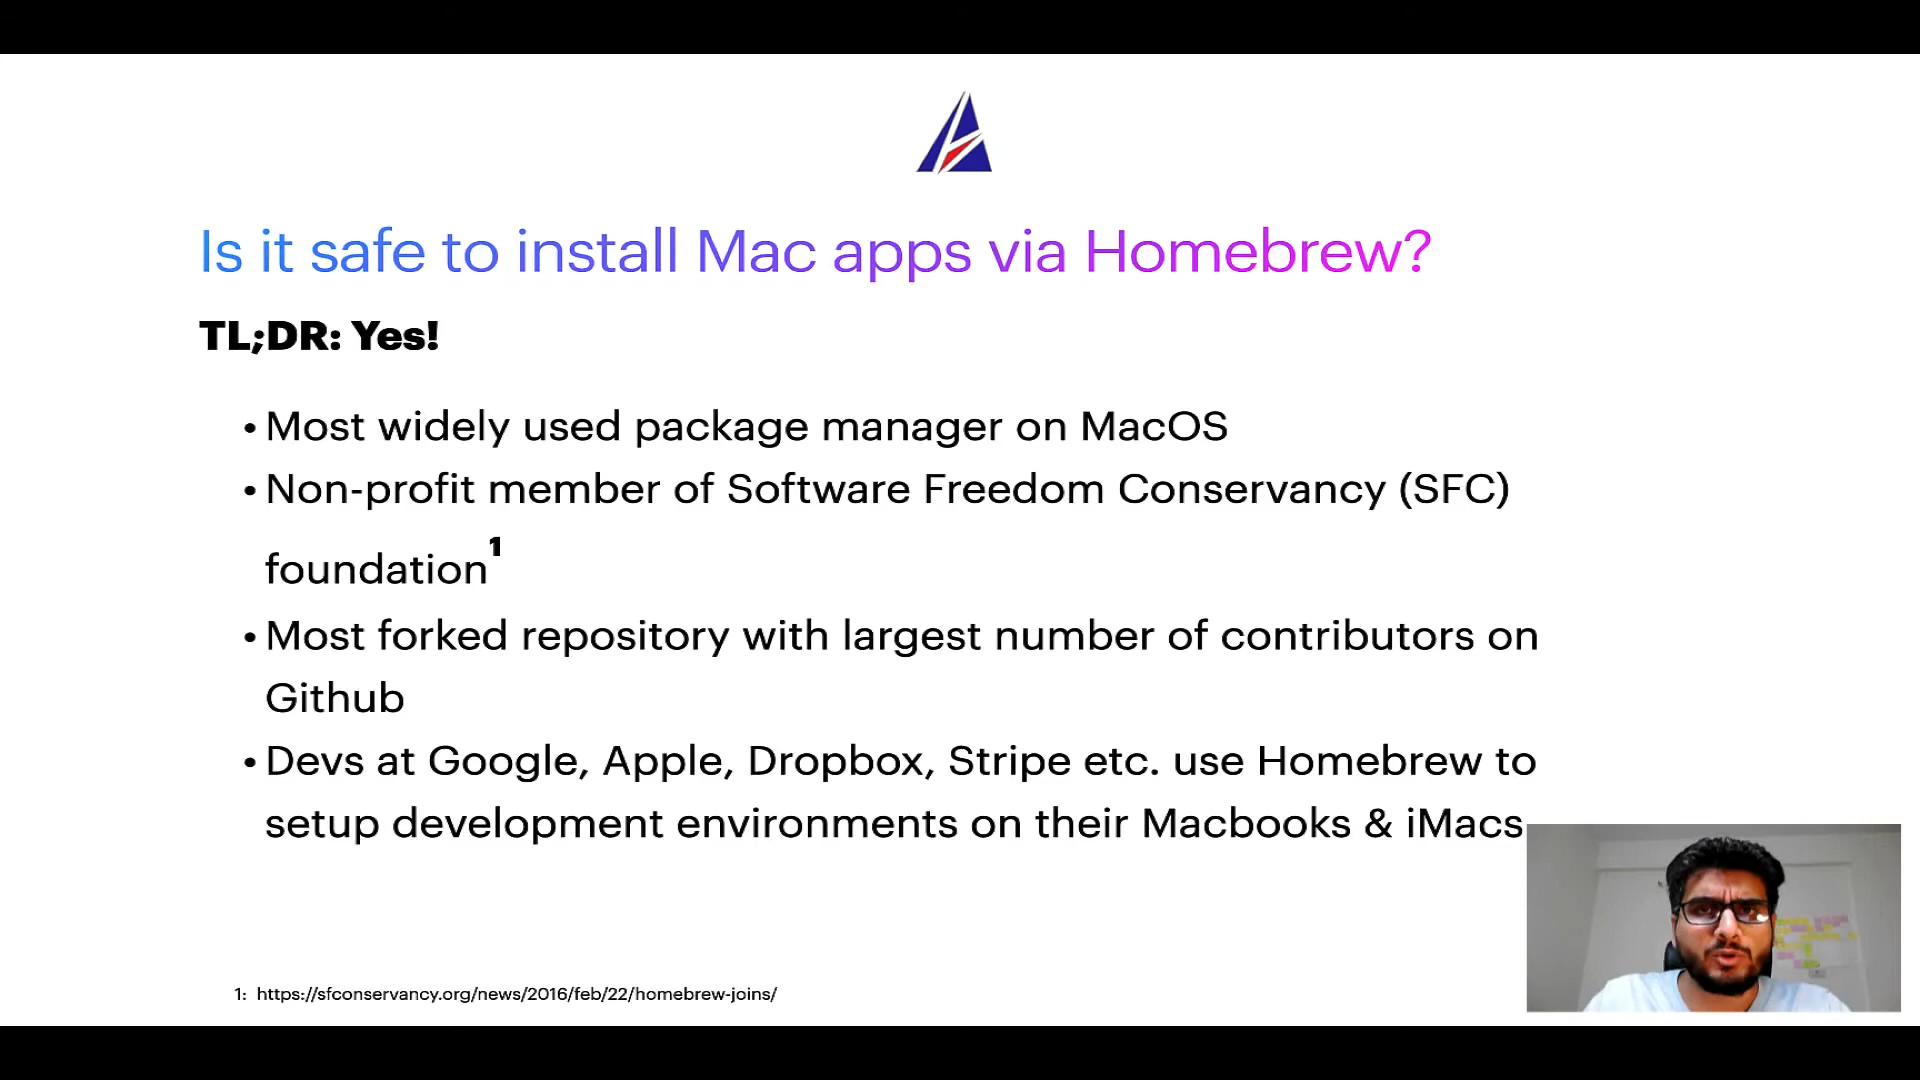 Is it safe to install Mac apps via Homebrew?
TL;DR: Yes!
• Most widely used package manager on MacOS
• Non-profit member of Software Freedom Conservancy (SFC)
foundation¹
• Most forked repository with largest number of contributors on
Github
• Devs at Google, Apple, Dropbox, Stripe etc. use Homebrew to
setup development environments on their Macbooks & iMacs
1: https://sfconservancy.org/news/2016/feb/22/homebrew-joins/